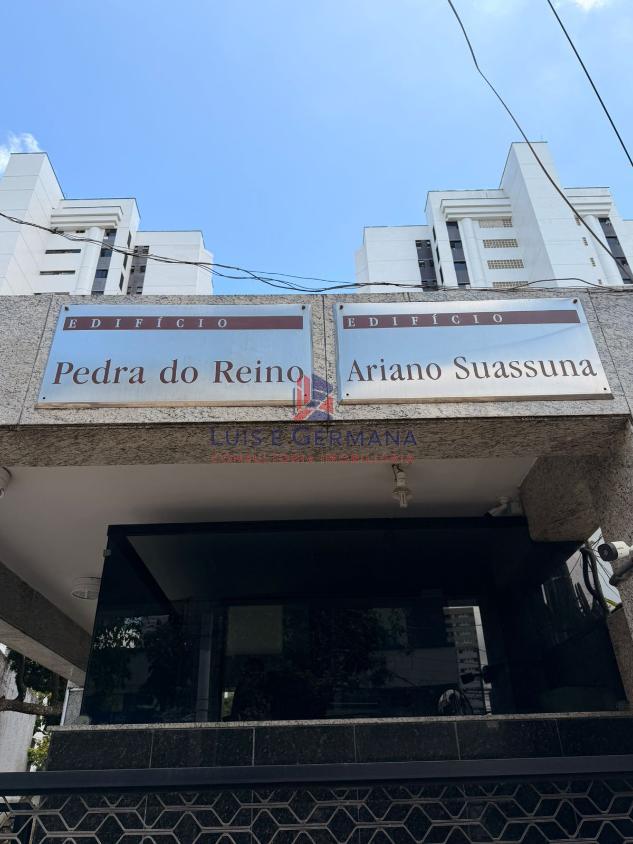 EDIFÍCIO
Pedra do Reino
EDIFÍCIO
Ariano Suassuna
LUIS E GERMANA
CONSULTORIA IMOBILIÁRIA